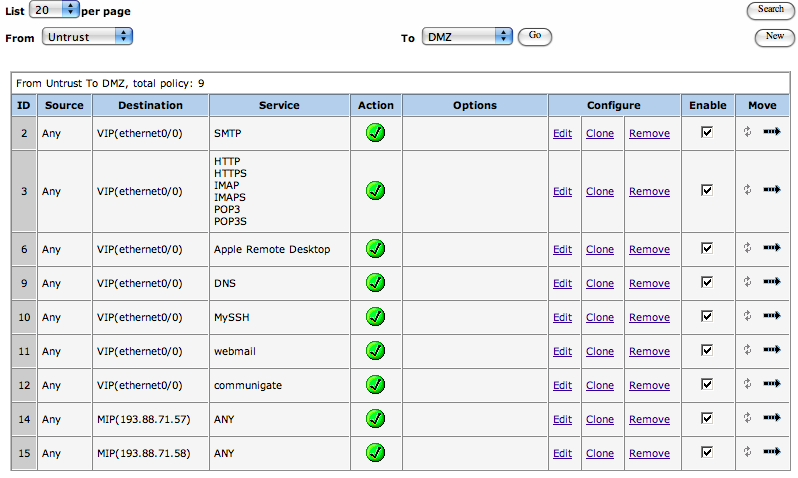 List 20 per page Search
From Untrust To DMZ Go New
From Untrust To DMZ, total policy: 9
ID Source Destination Service Action Options Configure Enable Move
2 Any VIP(ethernet0/0) SMTP Edit Clone Remove
3 Any VIP(ethernet0/0) HTTP
HTTPS
IMAP
IMAPS
POP3
POP3S
Edit Clone Remove
6 Any VIP(ethernet0/0) Apple Remote Desktop Edit Clone Remove
9 Any VIP(ethernet0/0) DNS Edit Clone Remove
10 Any VIP(ethernet0/0) MySSH Edit Clone Remove
11 Any VIP(ethernet0/0) webmail Edit Clone Remove
12 Any VIP(ethernet0/0) communigate Edit Clone Remove
14 Any MIP(193.88.71.57) ANY Edit Clone Remove
15 Any MIP(193.88.71.58) ANY Edit Clone Remove